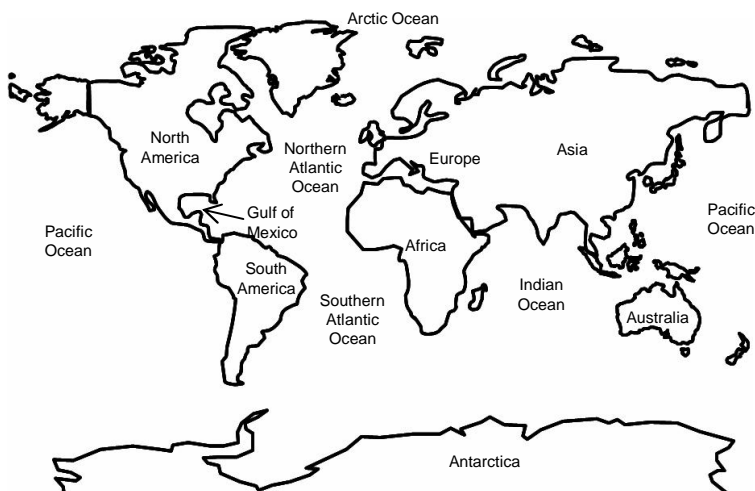 Arctic Ocean
North
America
Northern
Atlantic
Ocean
Europe
Asia
Gulf of
Mexico
Pacific
Ocean
Pacific
Ocean
Africa
South
America
Southern
Atlantic
Ocean
Indian
Ocean
Australia
Antarctica